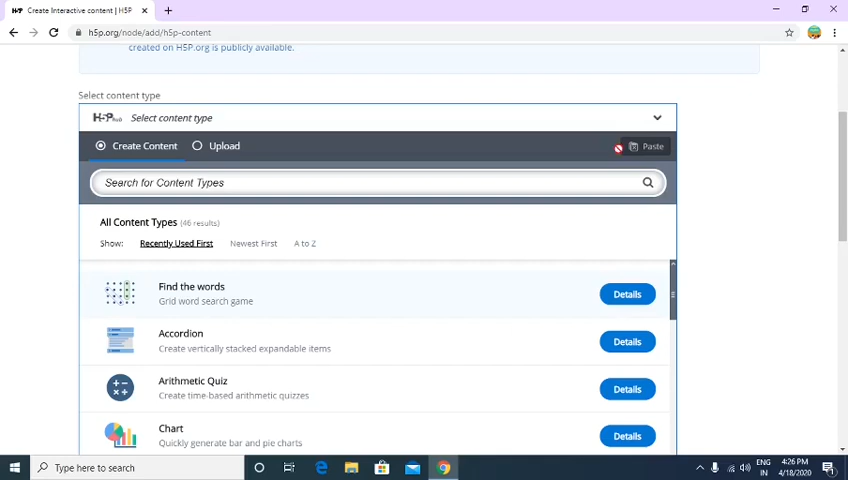 Create Interactive content | H5P
h5p.org/node/add/h5p-content
created on H5P.org is publicly available.
Select content type
H5P Select content type
Create Content Upload Paste
Search for Content Types
All Content Types (46 results)
Show: Recently Used First Newest First A to Z
Find the words
Grid word search game
Details
Accordion
Create vertically stacked expandable items
Details
Arithmetic Quiz
Create time-based arithmetic quizzes
Details
Chart
Quickly generate bar and pie charts
Details
Type here to search
ENG
IN
4:26 PM
4/18/2020